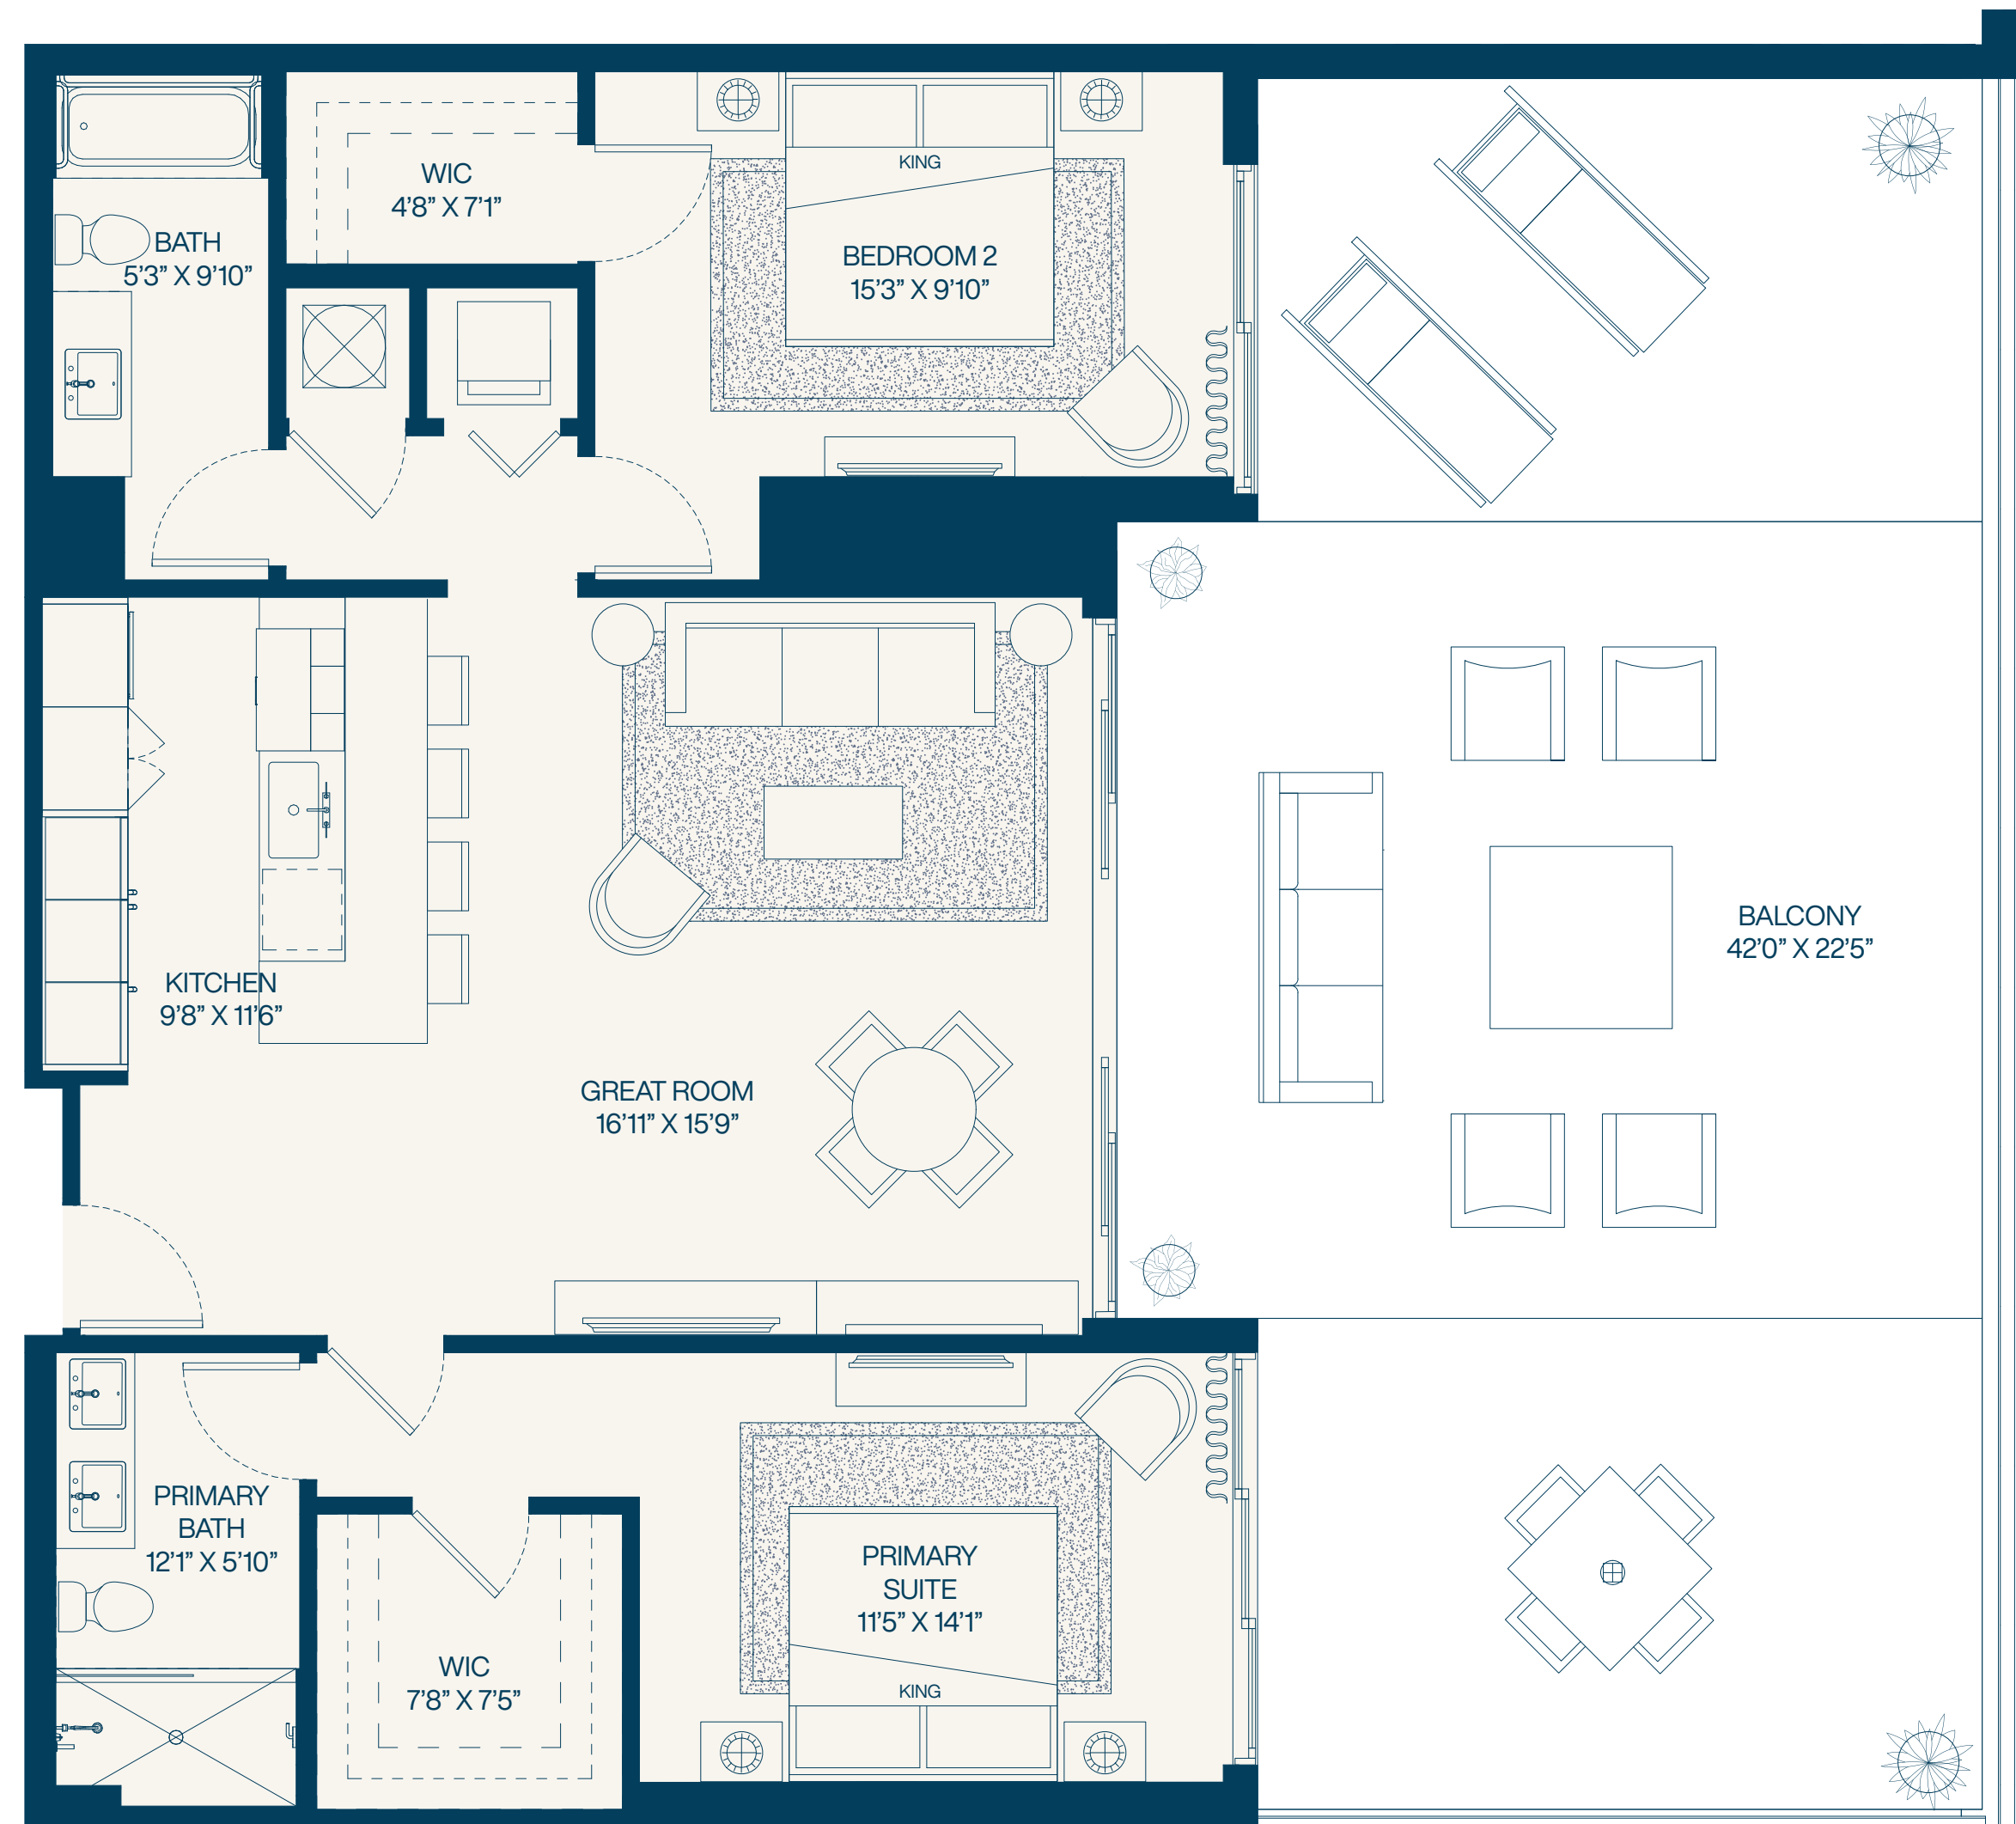 WIC
4’8” X 7’1”
KING
BATH
5’3” X 9’10”
BEDROOM 2
15’3” X 9’10”
BALCONY
42’0” X 22’5”
KITCHEN
9’8” X 11’6”
GREAT ROOM
16’11” X 15’9”
PRIMARY
BATH
12’1” X 5’10”
PRIMARY
SUITE
11’5” X 14’1”
WIC
7’8” X 7’5”
KING